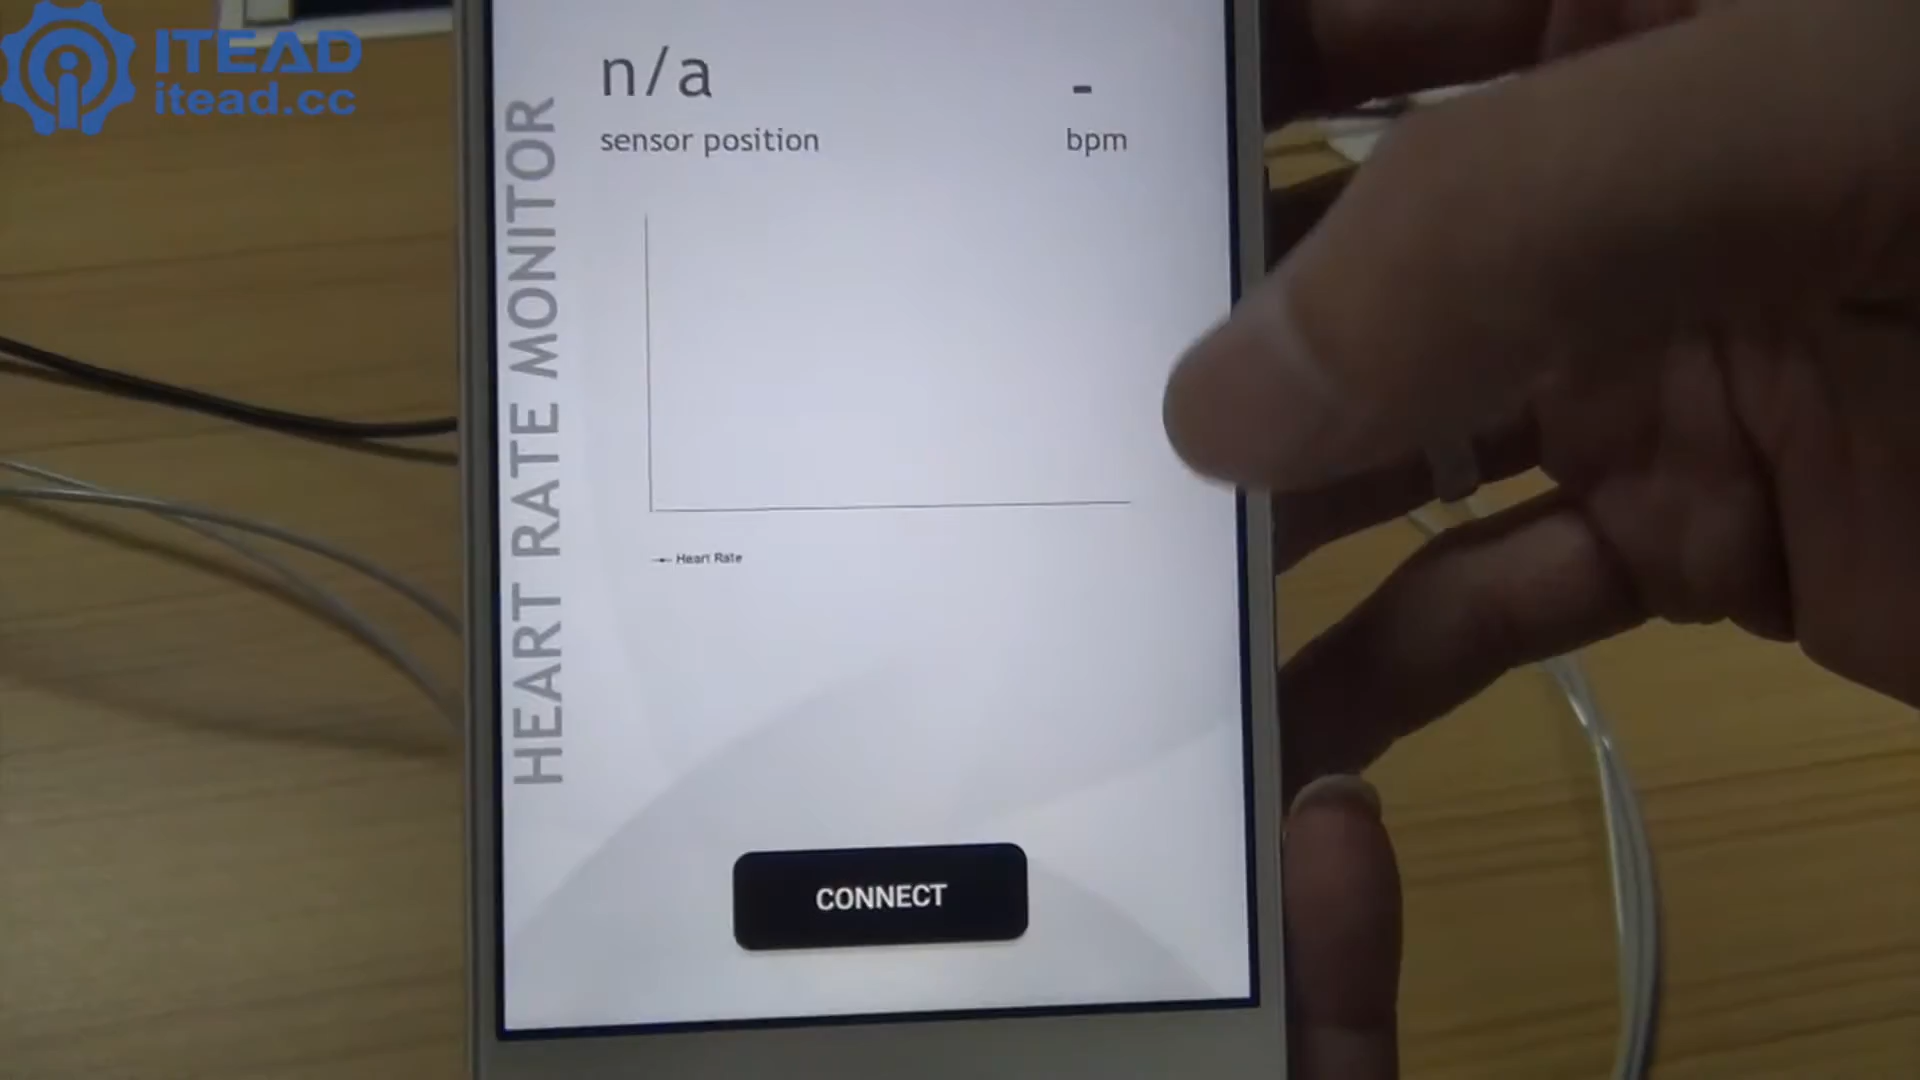 ITEAD
itead.cc
n/a
-
sensor position
bpm
HEART RATE MONITOR
Heart Rate
CONNECT